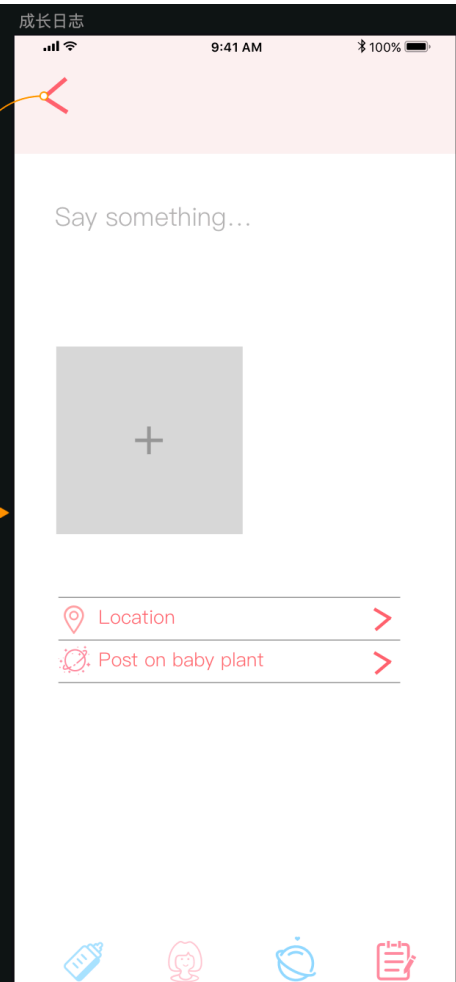 成长日志
9:41 AM
100%
Say something...
Location
Post on baby plant